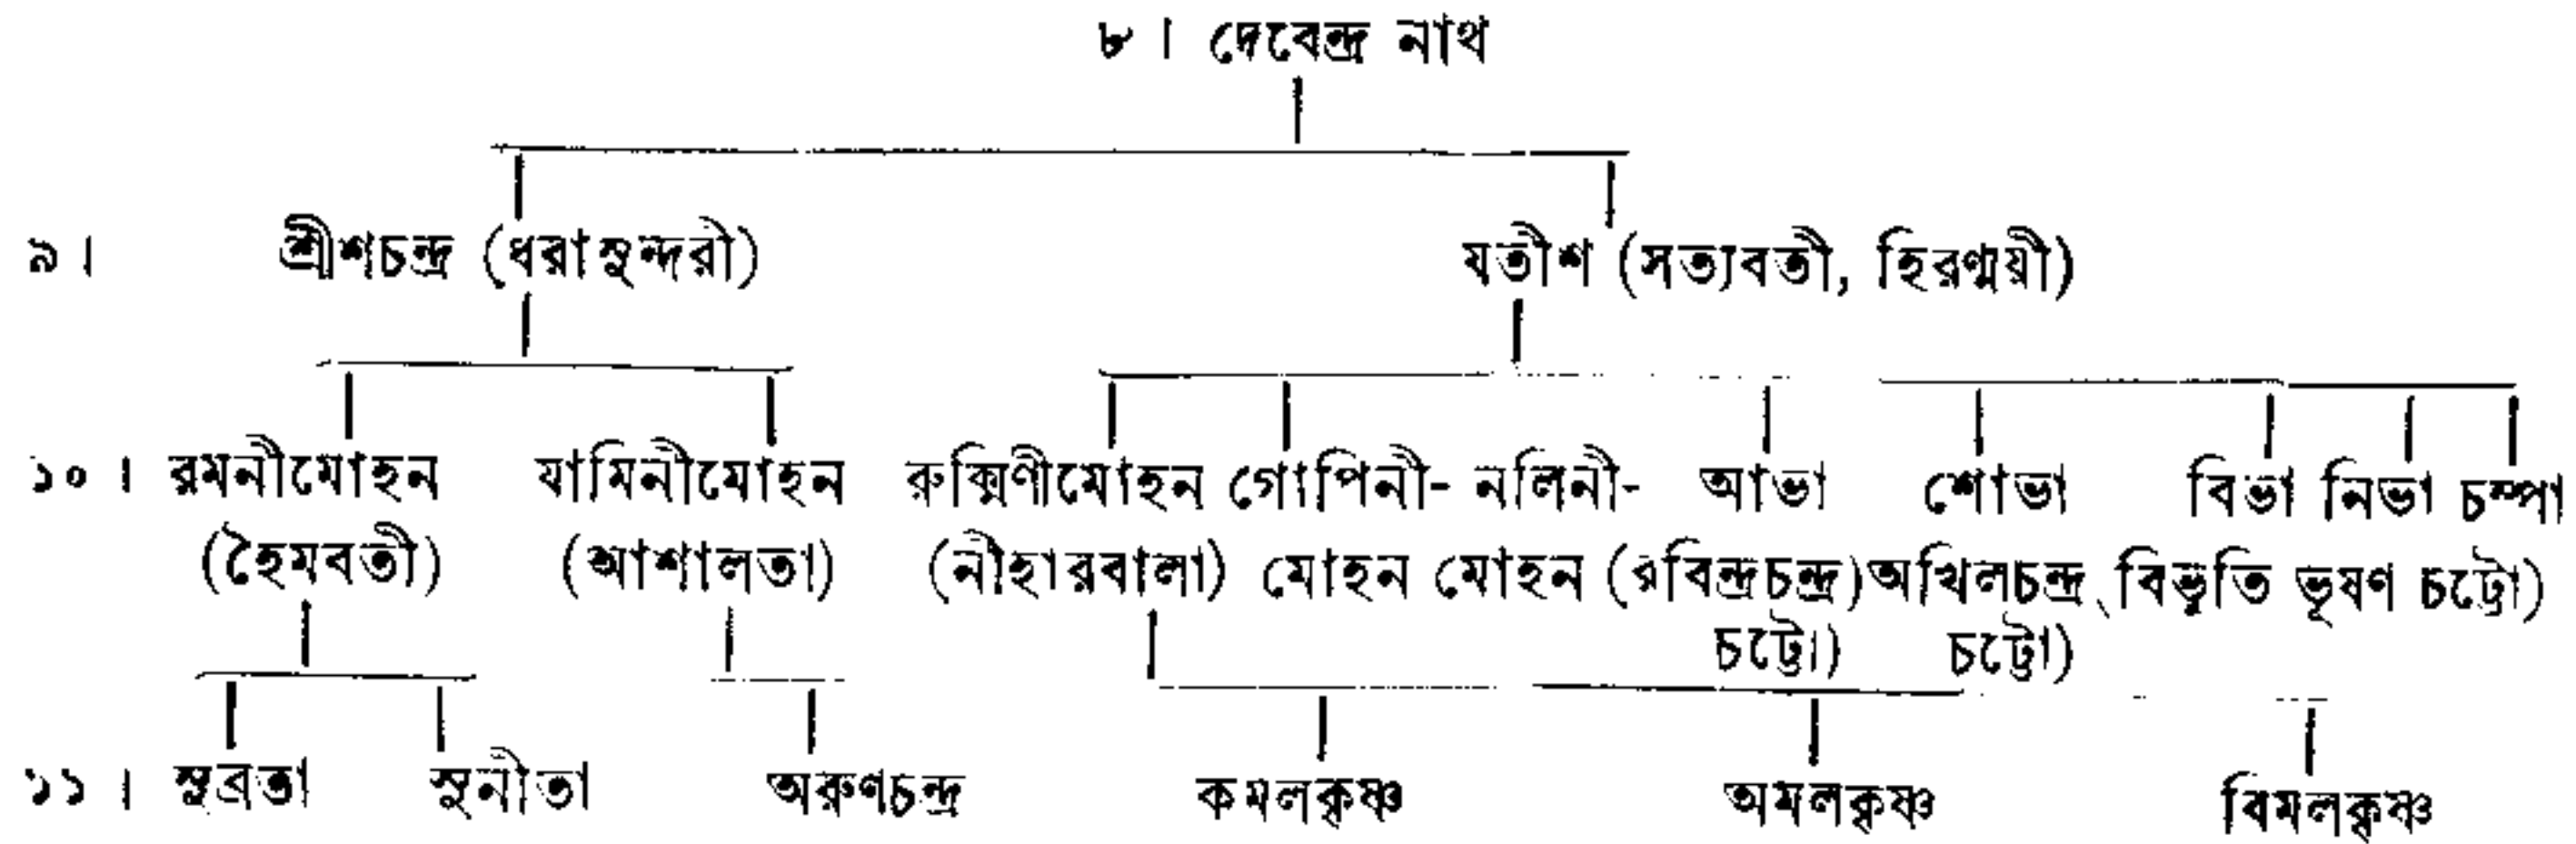 ৮ । দেবেন্দ্র নাথ
৯ । শ্রীশচন্দ্র (ধরাসুন্দরী) যতীশ (সত্যবতী, হিরণ্ময়ী)
১০ । রমনীমোহন যামিনীমোহন রুক্মিণীমোহন গোপিনী- নলিনী- আভা শোভা বিভা নিভা চম্পা
(হৈমবতী) (আশালতা) (নীহারবালা) মোহন মোহন (রবিন্দ্রচন্দ্র) অখিলচন্দ্র (বিভূতি ভূষণ চট্টো)
চট্টো) চট্টো)
১১ । সুব্রতা সুনীতা অরুণচন্দ্র কমলকৃষ্ণ অমলকৃষ্ণ বিমলকৃষ্ণ